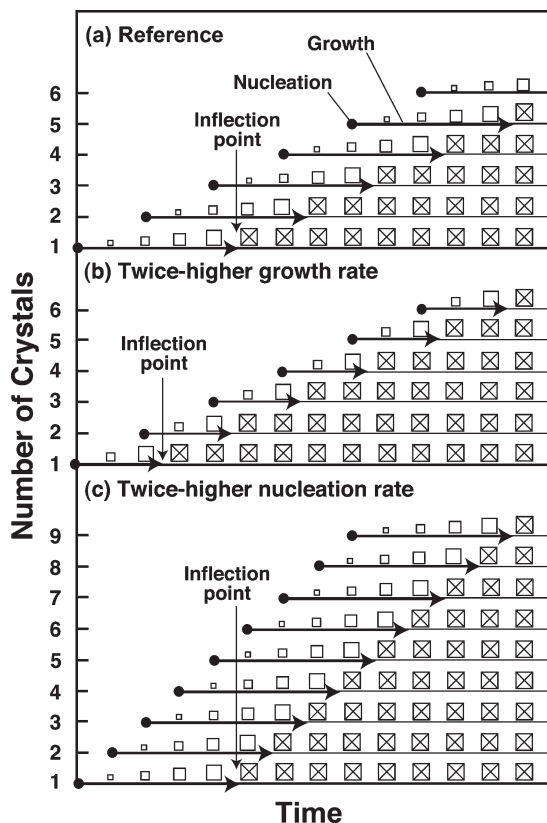 (a) Reference
Growth
Nucleation
Inflection
point
6
5
4
3
2
1
(b) Twice-higher growth rate
Inflection
point
6
5
4
3
2
1
(c) Twice-higher nucleation rate
Inflection
point
9
8
7
6
5
4
3
2
1
Number of Crystals
Time